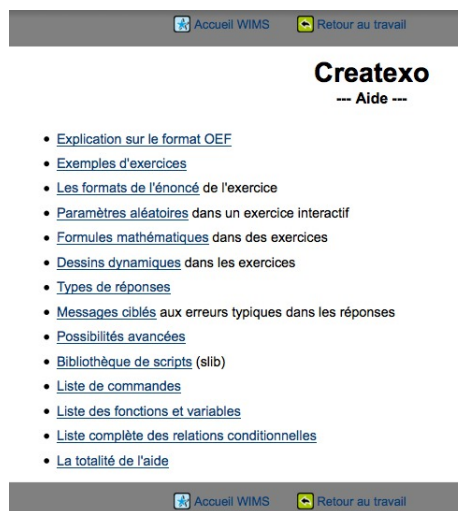 Accueil WIMS Retour au travail
Createxo
--- Aide ---
Explication sur le format OEF
Exemples d'exercices
Les formats de l'énoncé de l'exercice
Paramètres aléatoires dans un exercice interactif
Formules mathématiques dans des exercices
Dessins dynamiques dans les exercices
Types de réponses
Messages ciblés aux erreurs typiques dans les réponses
Possibilités avancées
Bibliothèque de scripts (slib)
Liste de commandes
Liste des fonctions et variables
Liste complète des relations conditionnelles
La totalité de l'aide
Accueil WIMS Retour au travail